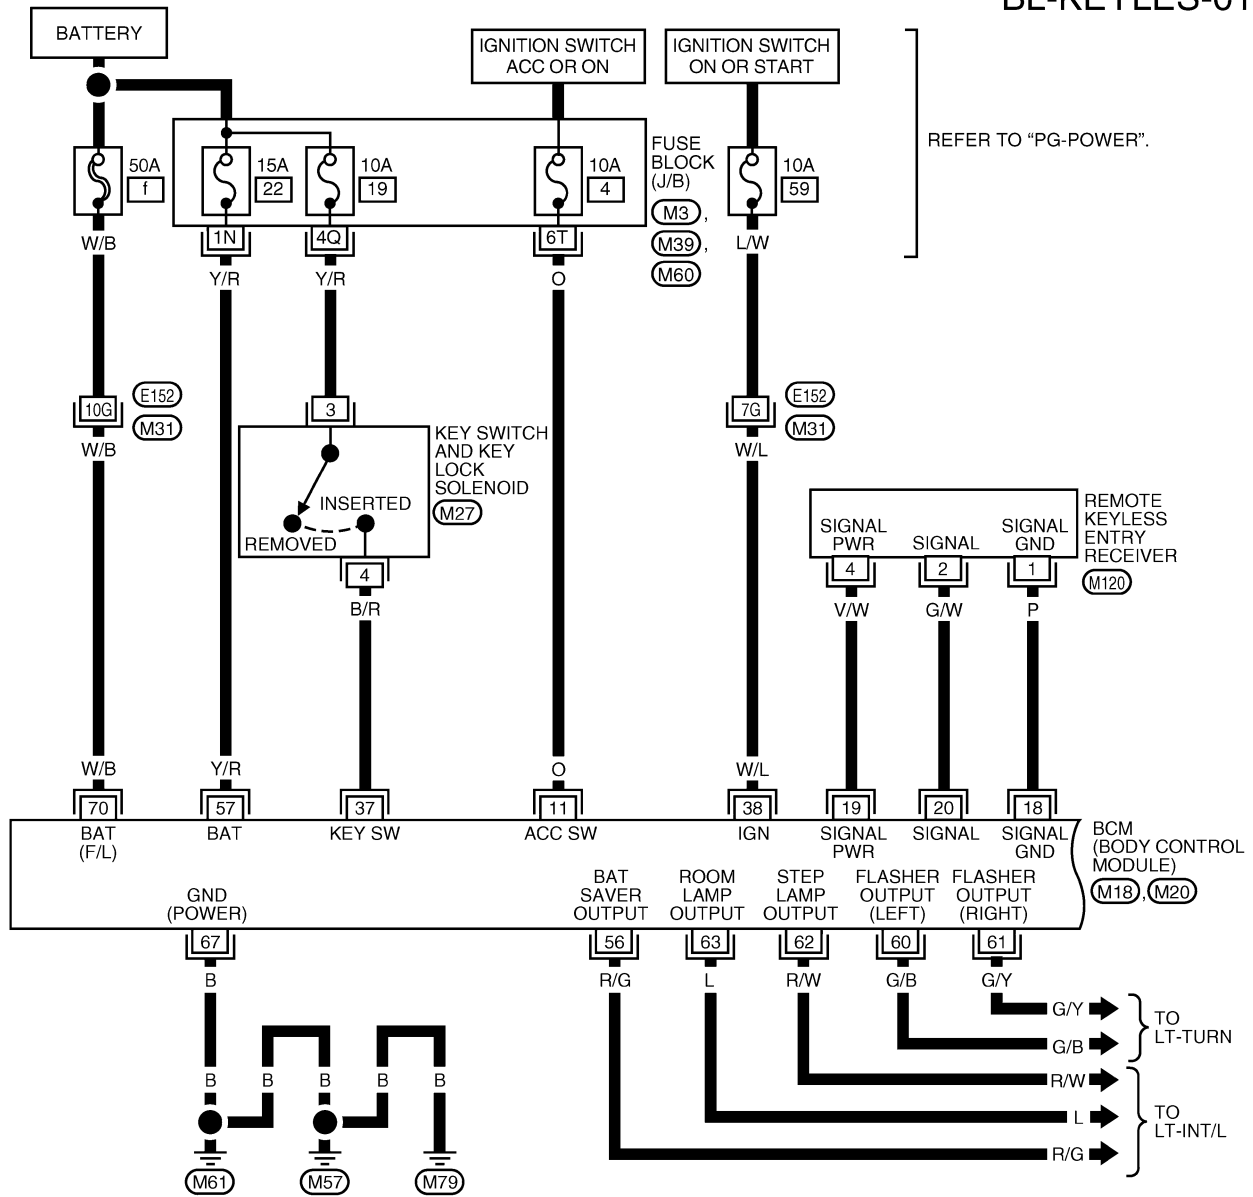 BL-KEYLES-01
BATTERY
IGNITION SWITCH
ACC OR ON
IGNITION SWITCH
ON OR START
REFER TO “PG-POWER”.
50A
f
15A
22
10A
19
10A
4
FUSE
BLOCK
(J/B)
M3 ,
M39 ,
M60
10A
59
W/B
1N
4Q
6T
L/W
Y/R
Y/R
O
10G
E152
M31
W/B
3
KEY SWITCH
AND KEY
LOCK
SOLENOID
M27
INSERTED
REMOVED
4
B/R
7G
E152
M31
W/L
SIGNAL
PWR
SIGNAL
SIGNAL
GND
REMOTE
KEYLESS
ENTRY
RECEIVER
M120
4
2
1
V/W
G/W
P
W/B
Y/R
O
W/L
70
57
37
11
38
19
20
18
BAT
(F/L)
BAT
KEY SW
ACC SW
IGN
SIGNAL
PWR
SIGNAL
SIGNAL
GND
BCM
(BODY CONTROL
MODULE)
M18 , M20
GND
(POWER)
BAT
SAVER
OUTPUT
ROOM
LAMP
OUTPUT
STEP
LAMP
OUTPUT
FLASHER
OUTPUT
(LEFT)
FLASHER
OUTPUT
(RIGHT)
67
56
63
62
60
61
B
R/G
L
R/W
G/B
G/Y
G/Y
G/B
TO
LT-TURN
R/W
L
R/G
TO
LT-INT/L
B
B
B
B
B
M61
M57
M79